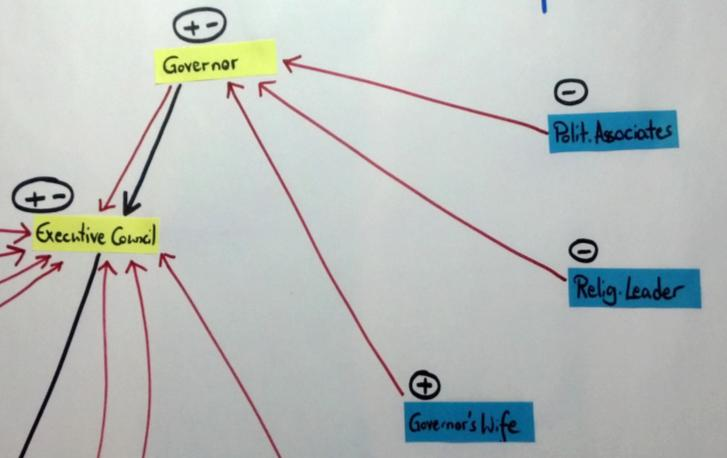 + -
Governor
-
Polit. Associates
+ -
Executive Council
-
Relig. Leader
+
Governor's Wife